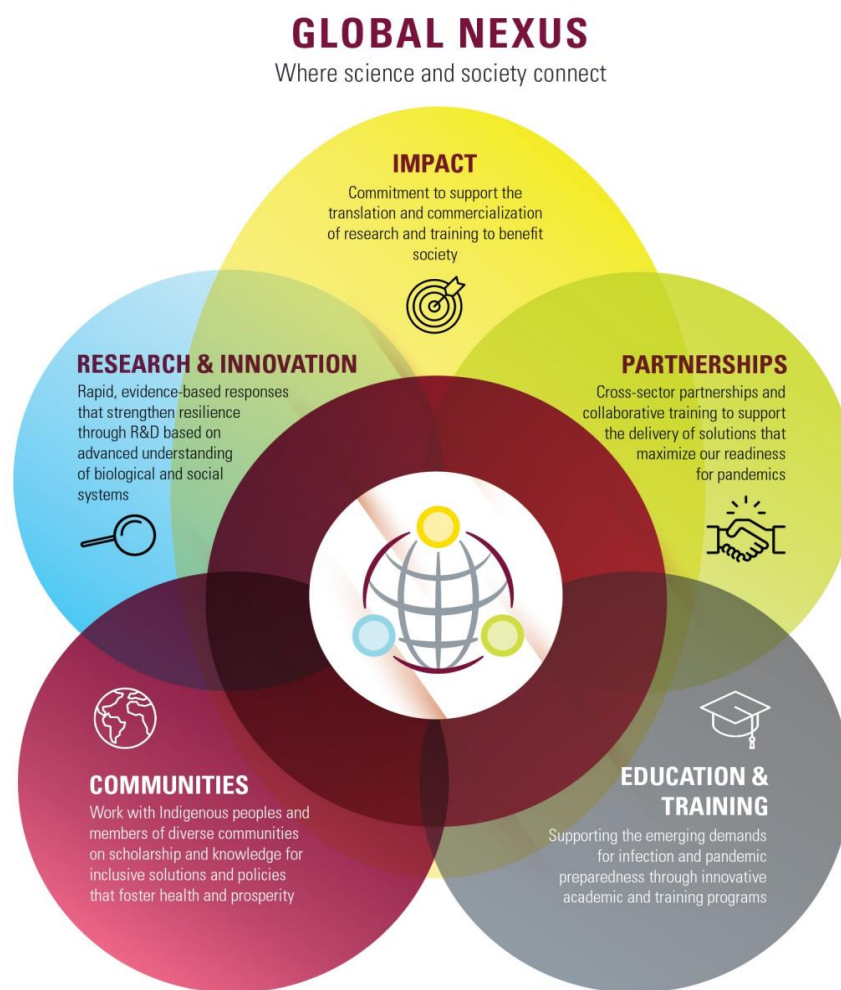 GLOBAL NEXUS
Where science and society connect
IMPACT
Commitment to support the
translation and commercialization
of research and training to benefit
society
RESEARCH & INNOVATION
Rapid, evidence-based responses
that strengthen resilience
through R&D based on
advanced understanding
of biological and social
systems
PARTNERSHIPS
Cross-sector partnerships and
collaborative training to support
the delivery of solutions that
maximize our readiness
for pandemics
COMMUNITIES
Work with Indigenous peoples and
members of diverse communities
on scholarship and knowledge for
inclusive solutions and policies
that foster health and prosperity
EDUCATION &
TRAINING
Supporting the emerging demands
for infection and pandemic
preparedness through innovative
academic and training programs